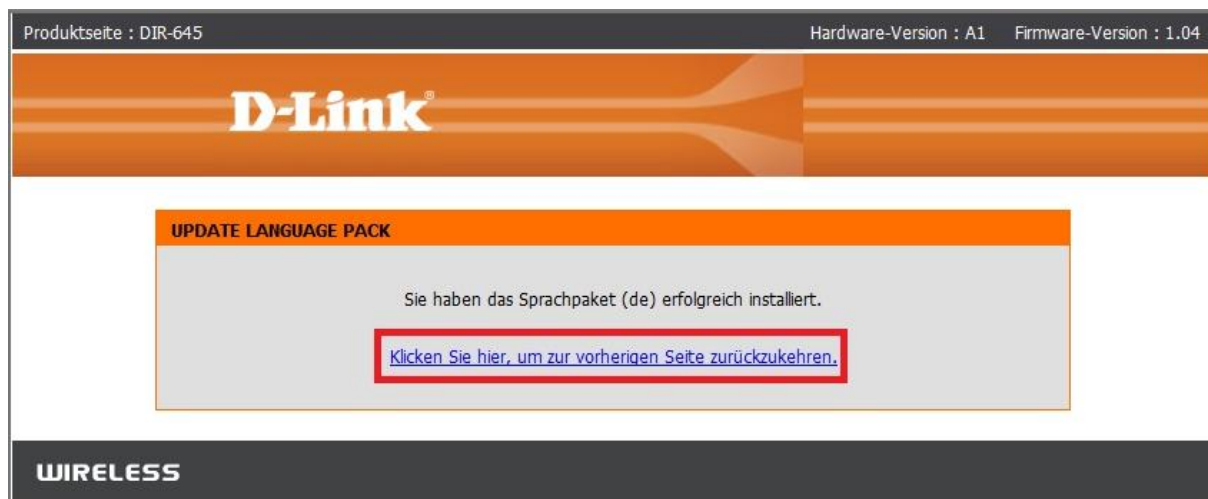 Produktseite : DIR-645 Hardware-Version : A1 Firmware-Version : 1.04
D-Link®
UPDATE LANGUAGE PACK
Sie haben das Sprachpaket (de) erfolgreich installiert.
Klicken Sie hier, um zur vorherigen Seite zurückzukehren.
WIRELESS